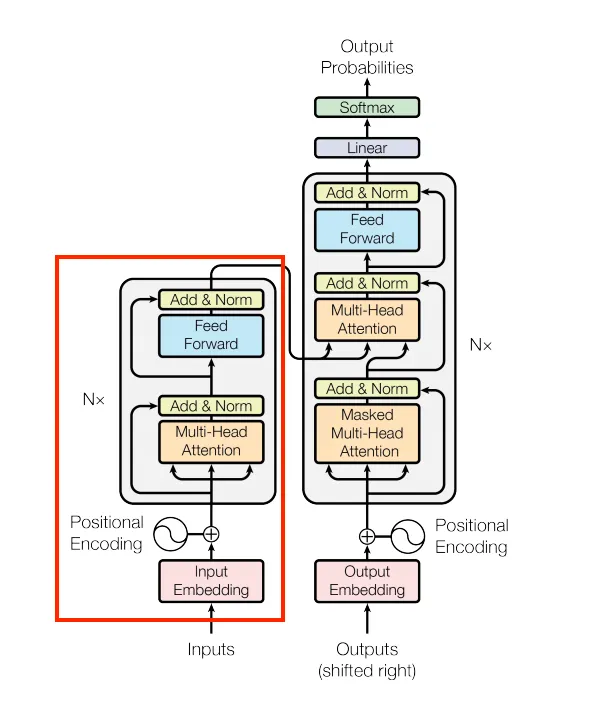 Output
Probabilities
Softmax
Linear
Add & Norm
Feed
Forward
Add & Norm
Multi-Head
Attention
Add & Norm
Masked
Multi-Head
Attention
N×
Positional
Encoding
Output
Embedding
Outputs
(shifted right)
Add & Norm
Feed
Forward
Add & Norm
Multi-Head
Attention
N×
Positional
Encoding
Input
Embedding
Inputs